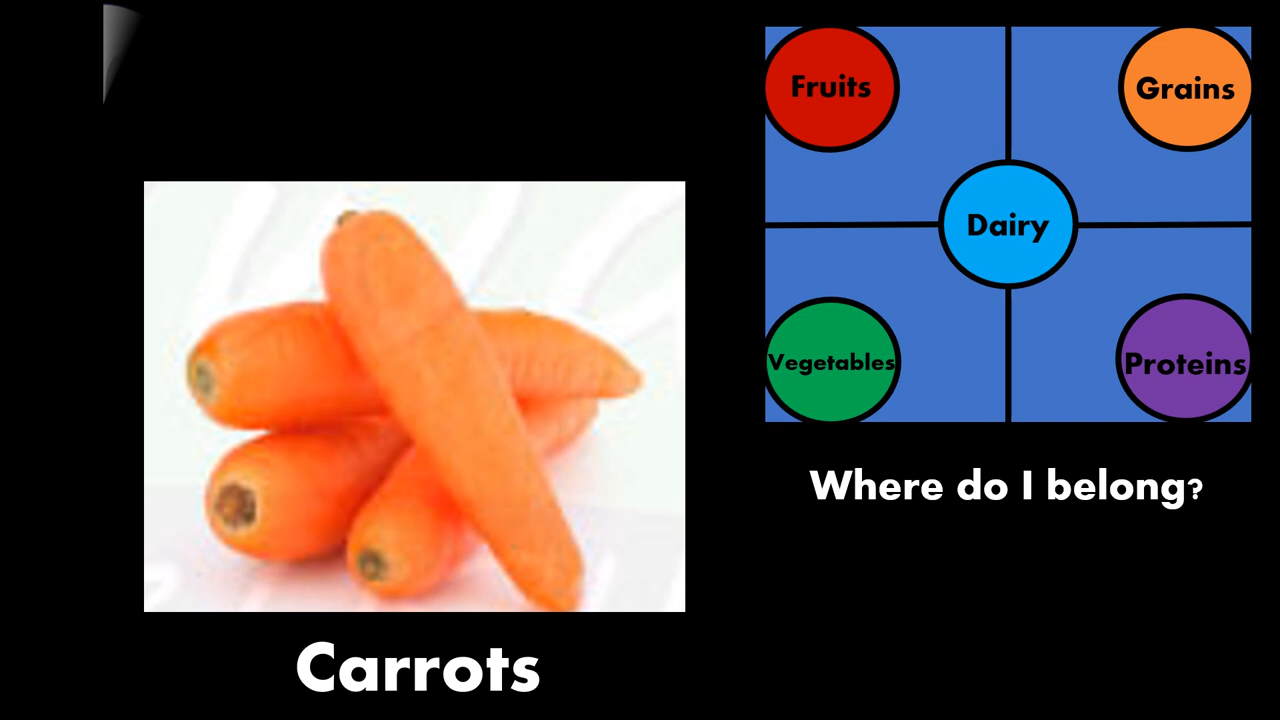 Fruits
Grains
Dairy
Vegetables
Proteins
Where do I belong?
Carrots